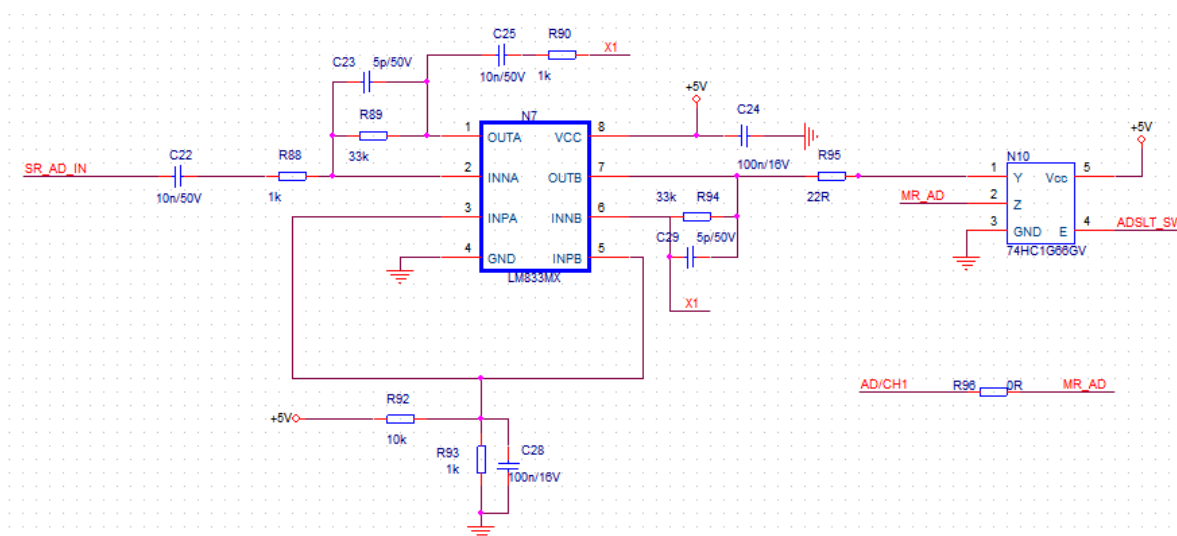 C25
R90
X1
C23
5p/50V
10n/50V
1k
+5V
R89
N7
C24
+5V
1
OUTA
VCC
8
33k
100n/16V
R95
N10
C22
R88
SR_AD_IN
2
INNA
OUTB
7
1
Y
Vcc
5
10n/50V
1k
33k
R94
22R
MR_AD
2
Z
3
INPA
INNB
6
3
GND
E
4
ADSLT_SW
C29
5p/50V
74HC1G66GV
4
GND
INPB
5
LM833MX
X1
AD/CH1
R96
0R
MR_AD
R92
+5V
10k
R93
C28
1k
100n/16V